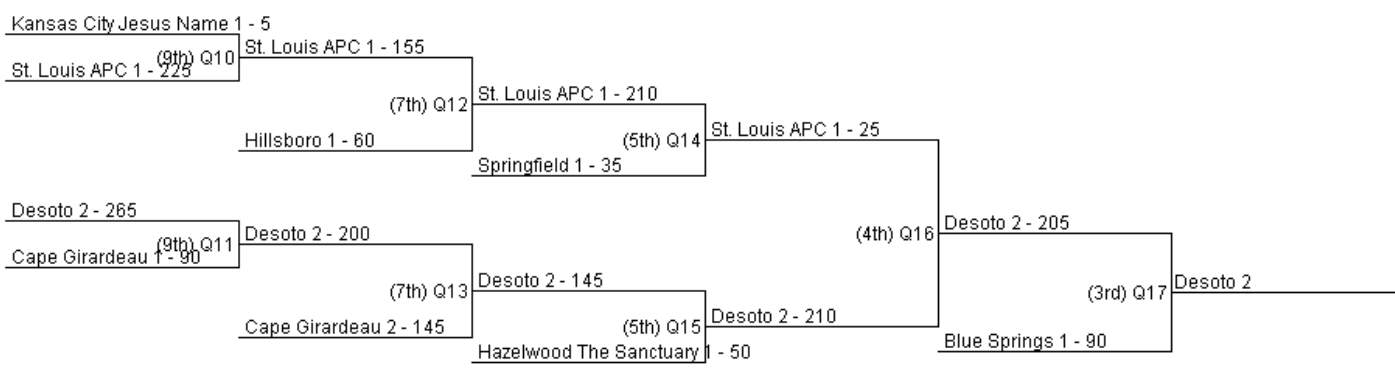 Kansas City Jesus Name 1 - 5
(9th) Q10
St. Louis APC 1 - 225
St. Louis APC 1 - 155
(7th) Q12
Hillsboro 1 - 60
St. Louis APC 1 - 210
(5th) Q14
Springfield 1 - 35
St. Louis APC 1 - 25
Desoto 2 - 265
(9th) Q11
Cape Girardeau 1 - 90
Desoto 2 - 200
(7th) Q13
Cape Girardeau 2 - 145
Desoto 2 - 145
(5th) Q15
Hazelwood The Sanctuary 1 - 50
Desoto 2 - 210
(4th) Q16
Desoto 2 - 205
(3rd) Q17
Blue Springs 1 - 90
Desoto 2